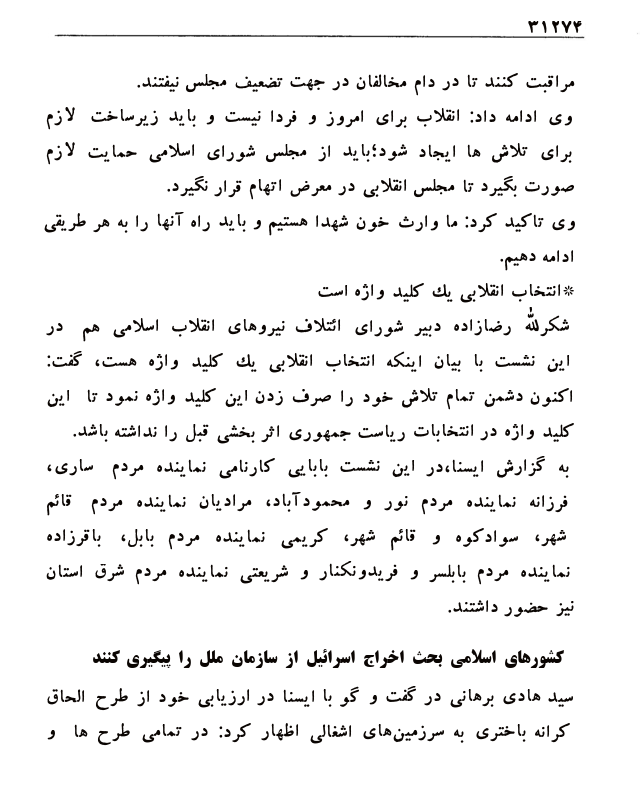 ۳۱۲۷۴
مراقبت کنند تا در دام مخالفان در جهت تضعیف مجلس نیفتند.
وی ادامه داد: انقلاب برای امروز و فردا نیست و باید زیرساخت لازم
برای تلاش ها ایجاد شود؛باید از مجلس شورای اسلامی حمایت لازم
صورت بگیرد تا مجلس انقلابی در معرض اتهام قرار نگیرد.
وی تاکید کرد: ما وارث خون شهدا هستیم و باید راه آنها را به هر طریقی
ادامه دهیم.
*انتخاب انقلابی یك کلید واژه است
شکرلله رضازاده دبیر شورای ائتلاف نیروهای انقلاب اسلامی هم در
این نشست با بیان اینکه انتخاب انقلابی یك کلید واژه هست، گفت:
اکنون دشمن تمام تلاش خود را صرف زدن این کلید واژه نمود تا این
کلید واژه در انتخابات ریاست جمهوری اثر بخشی قبل را نداشته باشد.
به گزارش ایسنا،در این نشست بابایی کارنامی نماینده مردم ساری،
فرزانه نماینده مردم نور و محمودآباد، مرادیان نماینده مردم قائم
شهر، سوادکوه و قائم شهر، کریمی نماینده مردم بابل، باقرزاده
نماینده مردم بابلسر و فریدونکنار و شریعتی نماینده مردم شرق استان
نیز حضور داشتند.
کشورهای اسلامی بحث اخراج اسرائیل از سازمان ملل را پیگیری کنند
سید هادی برهانی در گفت و گو با ایسنا در ارزیابی خود از طرح الحاق
کرانه باختری به سرزمین‌های اشغالی اظهار کرد: در تمامی طرح ها و